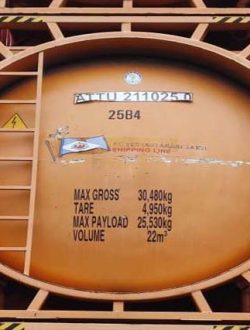 ATTU 211025 0
25B4
SHIPPING LINE
MAX GROSS 30,480kg
TARE 4,950kg
MAX PAYLOAD 25,530kg
VOLUME 22m³